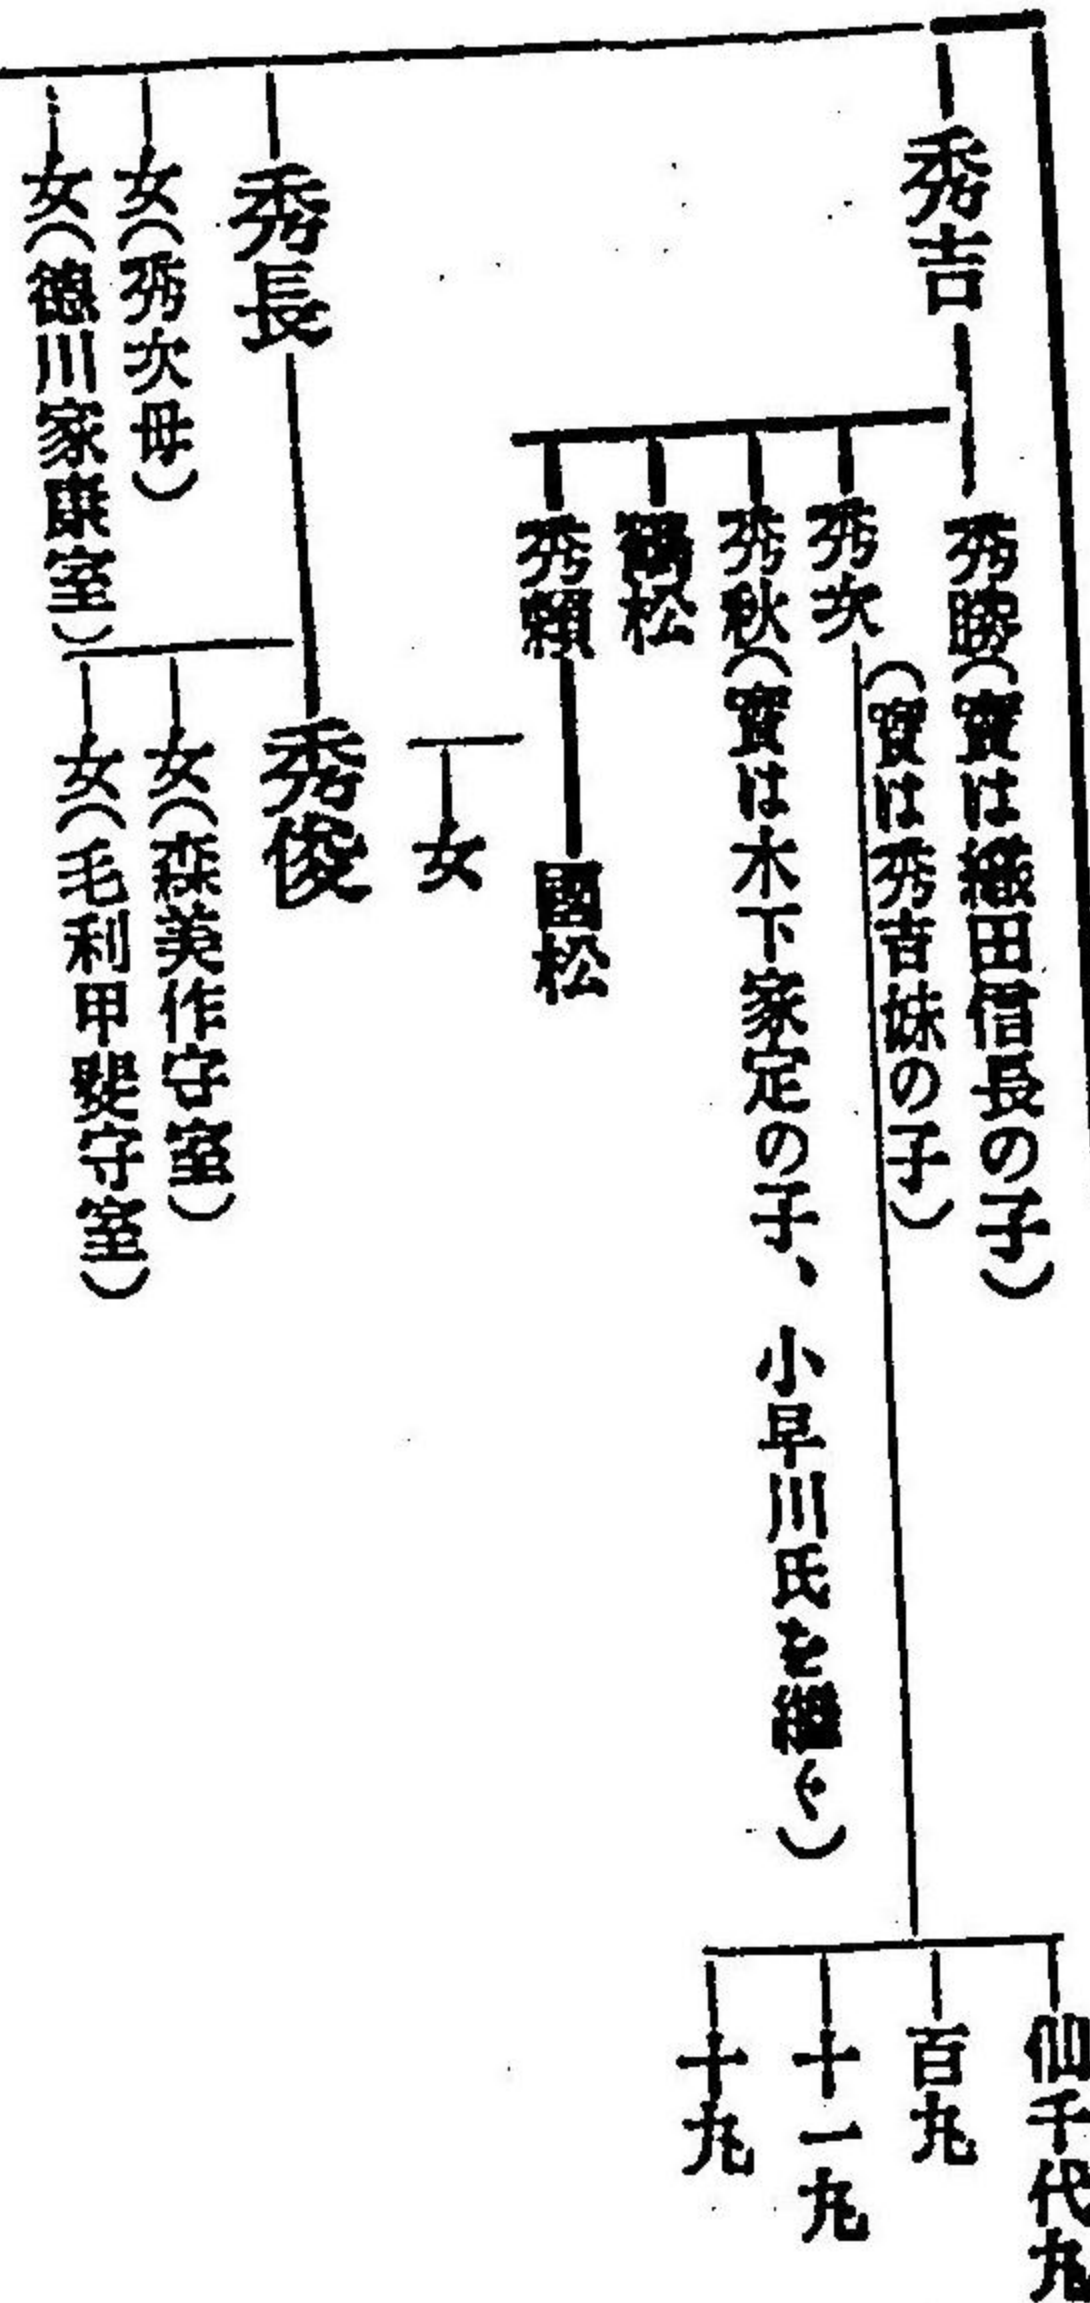 秀吉
秀勝(實は織田信長の子)
秀次
(實は秀吉妹の子)
仙千代丸
百丸
十一丸
十丸
秀秋(實は木下家定の子、小早川氏を繼ぐ)
鶴松
秀賴
國松
女
秀長
秀俊
女(森美作守室)
女(毛利甲斐守室)
女(秀次母)
女(德川家康室)